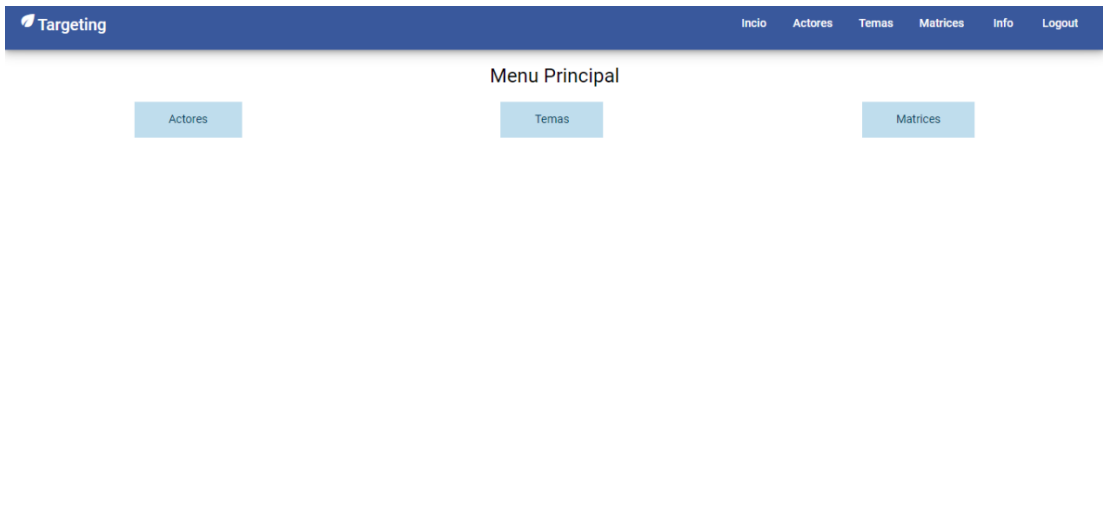 Targeting Incio Actores Temas Matrices Info Logout
Menu Principal
Actores Temas Matrices